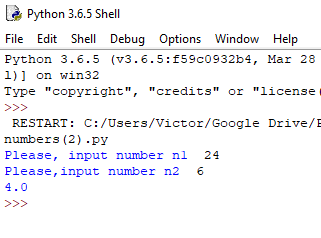 Python 3.6.5 Shell
File Edit Shell Debug Options Window Help
Python 3.6.5 (v3.6.5:f59c0932b4, Mar 28
1)] on win32
Type "copyright", "credits" or "license(
>>>
RESTART: C:/Users/Victor/Google Drive/
numbers(2).py
Please, input number n1  24
Please,input number n2  6
4.0
>>>